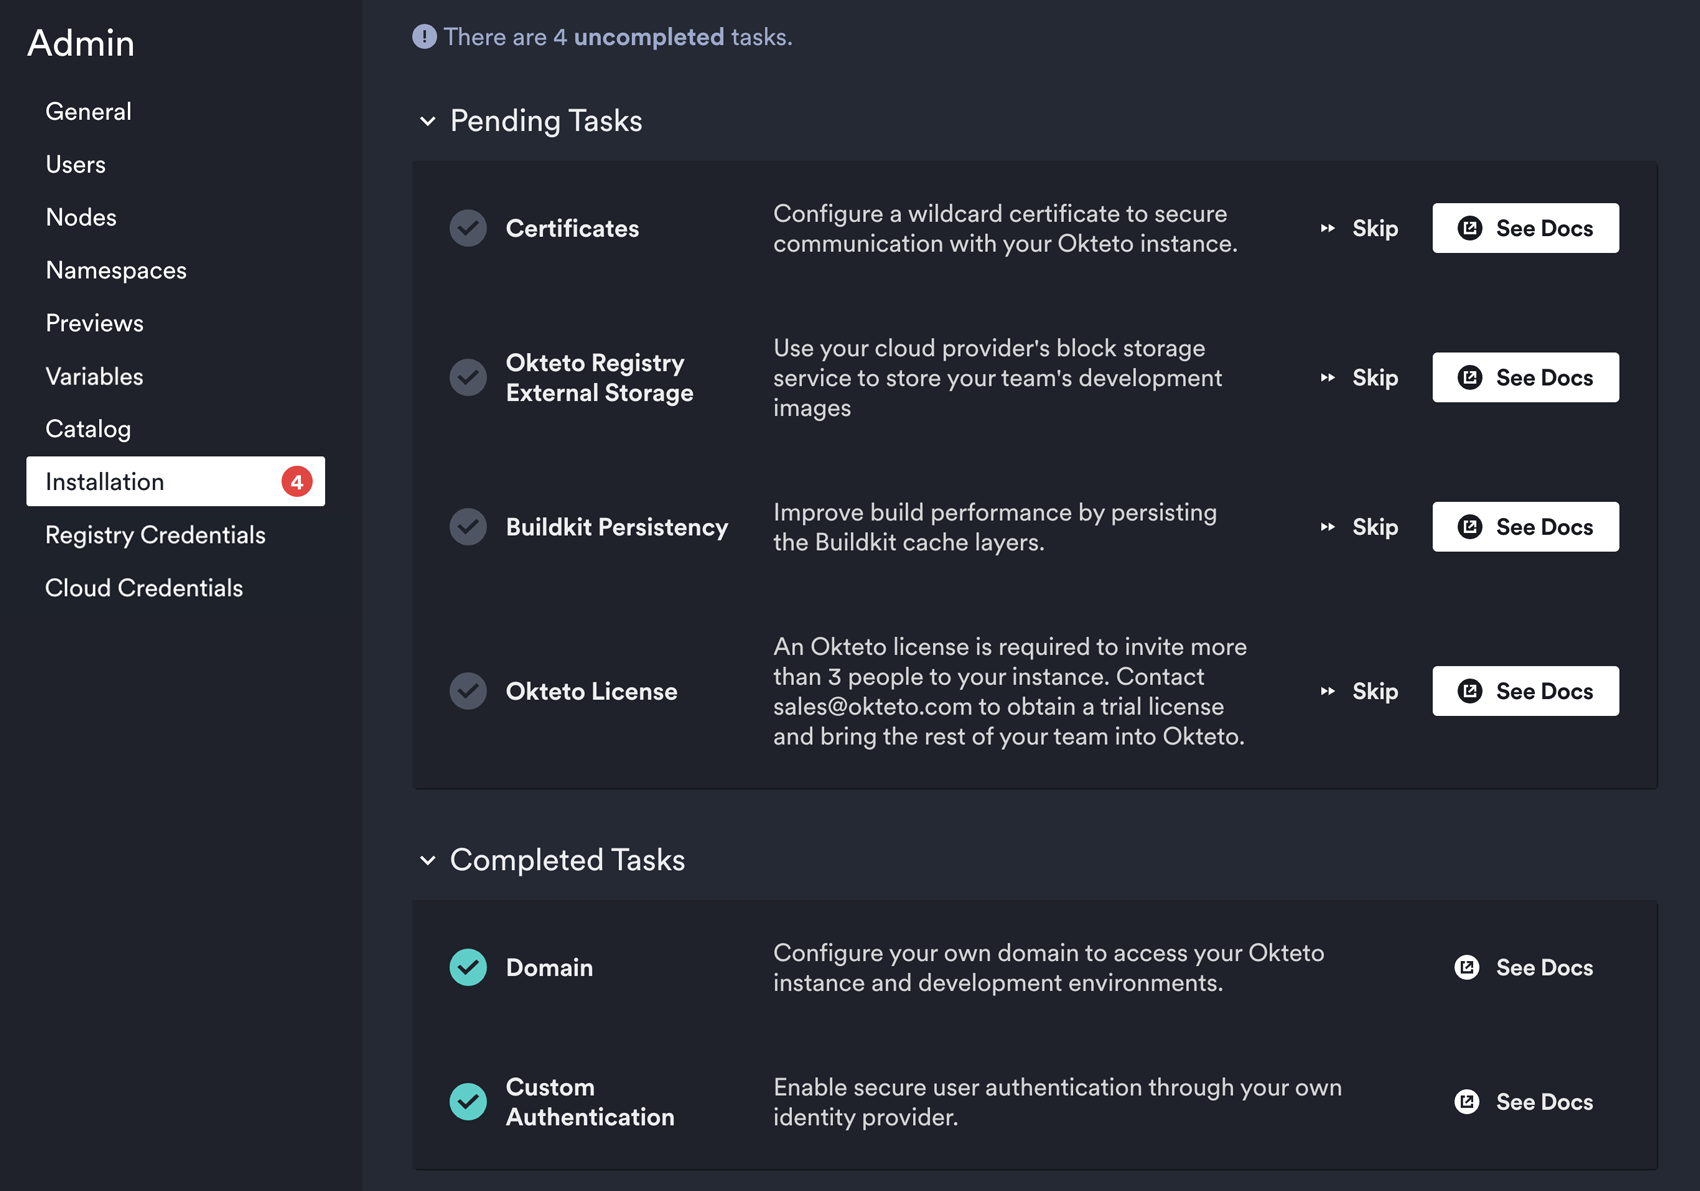 Admin
General
Users
Nodes
Namespaces
Previews
Variables
Catalog
Installation 4
Registry Credentials
Cloud Credentials
There are 4 uncompleted tasks.
Pending Tasks
Certificates
Configure a wildcard certificate to secure
communication with your Okteto instance.
Skip
See Docs
Okteto Registry
External Storage
Use your cloud provider's block storage
service to store your team's development
images
Skip
See Docs
Buildkit Persistency
Improve build performance by persisting
the Buildkit cache layers.
Skip
See Docs
Okteto License
An Okteto license is required to invite more
than 3 people to your instance. Contact
sales@okteto.com to obtain a trial license
and bring the rest of your team into Okteto.
Skip
See Docs
Completed Tasks
Domain
Configure your own domain to access your Okteto
instance and development environments.
See Docs
Custom
Authentication
Enable secure user authentication through your own
identity provider.
See Docs